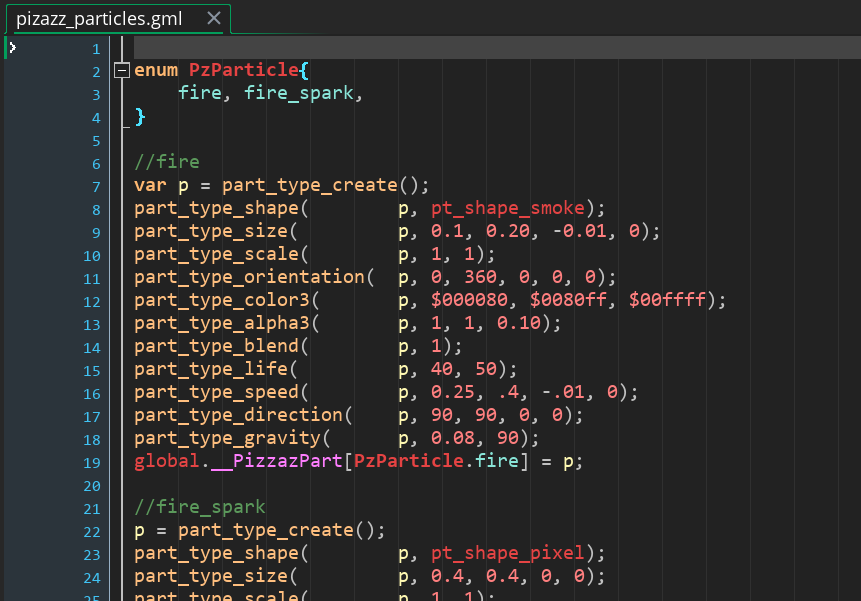 pizazz_particles.gml
1
2 enum PzParticle{
3     fire, fire_spark,
4 }
5
6 //fire
7 var p = part_type_create();
8 part_type_shape(        p, pt_shape_smoke);
9 part_type_size(         p, 0.1, 0.20, -0.01, 0);
10 part_type_scale(        p, 1, 1);
11 part_type_orientation(  p, 0, 360, 0, 0, 0);
12 part_type_color3(       p, $000080, $0080ff, $00ffff);
13 part_type_alpha3(       p, 1, 1, 0.10);
14 part_type_blend(        p, 1);
15 part_type_life(         p, 40, 50);
16 part_type_speed(        p, 0.25, .4, -.01, 0);
17 part_type_direction(    p, 90, 90, 0, 0);
18 part_type_gravity(      p, 0.08, 90);
19 global.__PizzazPart[PzParticle.fire] = p;
20
21 //fire_spark
22 p = part_type_create();
23 part_type_shape(        p, pt_shape_pixel);
24 part_type_size(         p, 0.4, 0.4, 0, 0);
25 part_type_scale(        p, 1, 1);